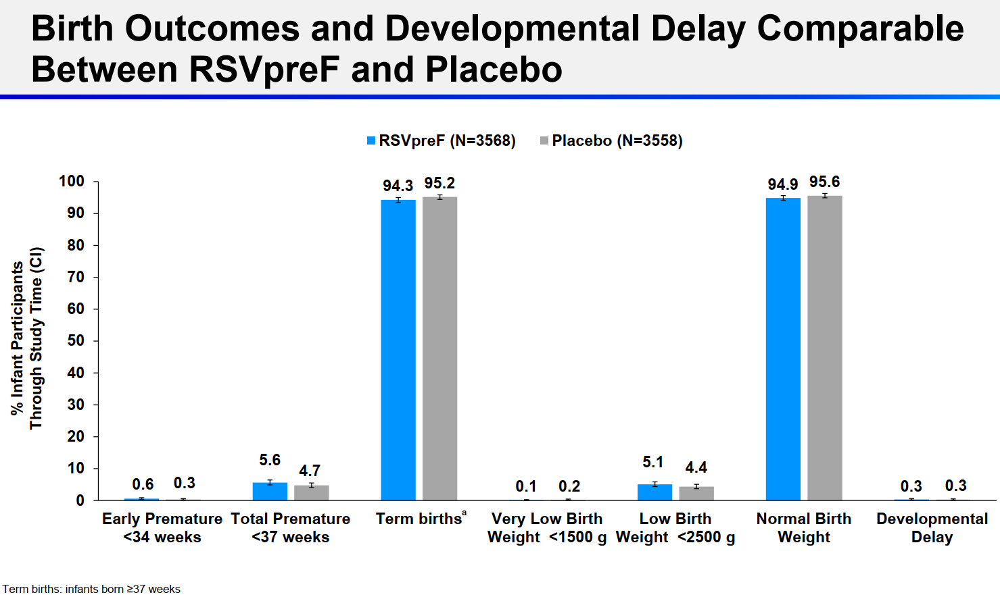 Birth Outcomes and Developmental Delay Comparable
Between RSVpreF and Placebo
RSVpreF (N=3568) Placebo (N=3558)
% Infant Participants
Through Study Time (CI)
100
90
80
70
60
50
40
30
20
10
0
0.6 0.3
5.6 4.7
94.3 95.2
0.1 0.2
5.1 4.4
94.9 95.6
0.3 0.3
Early Premature
<34 weeks
Total Premature
<37 weeks
Term birthsᵃ
Very Low Birth
Weight <1500 g
Low Birth
Weight <2500 g
Normal Birth
Weight
Developmental
Delay
Term births: infants born ≥37 weeks